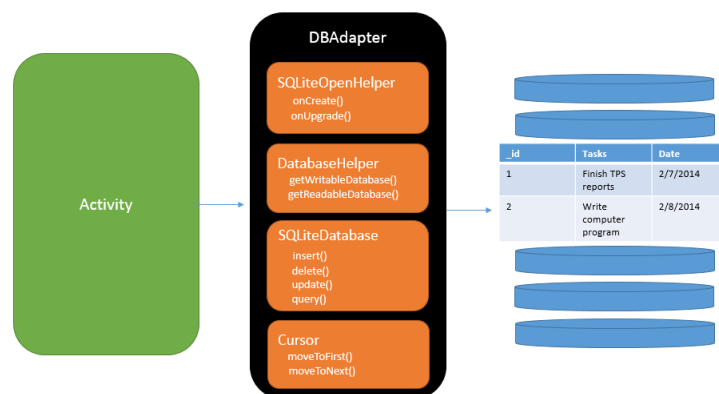 Activity
DBAdapter
SQLiteOpenHelper
onCreate()
onUpgrade()
DatabaseHelper
getWritableDatabase()
getReadableDatabase()
SQLiteDatabase
insert()
delete()
update()
query()
Cursor
moveToFirst()
moveToNext()
_id Tasks Date
1 Finish TPS 2/7/2014
reports
2 Write 2/8/2014
computer
program